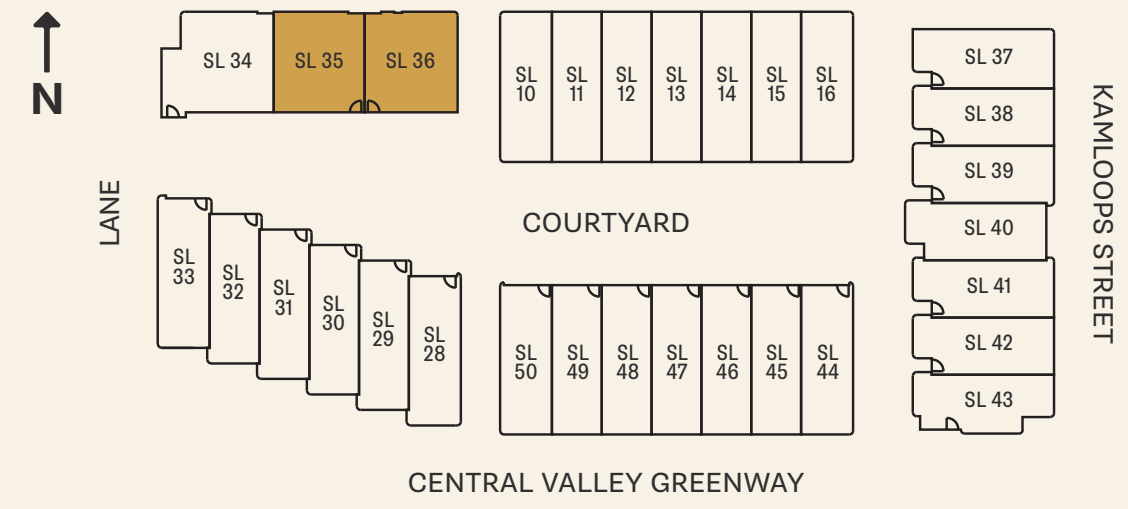 N
SL 34
SL 35
SL 36
SL
10
SL
11
SL
12
SL
13
SL
14
SL
15
SL
16
SL 37
SL 38
SL 39
SL 40
SL 41
SL 42
SL 43
KAMLOOPS STREET
LANE
COURTYARD
SL
33
SL
32
SL
31
SL
30
SL
29
SL
28
SL
50
SL
49
SL
48
SL
47
SL
46
SL
45
SL
44
CENTRAL VALLEY GREENWAY